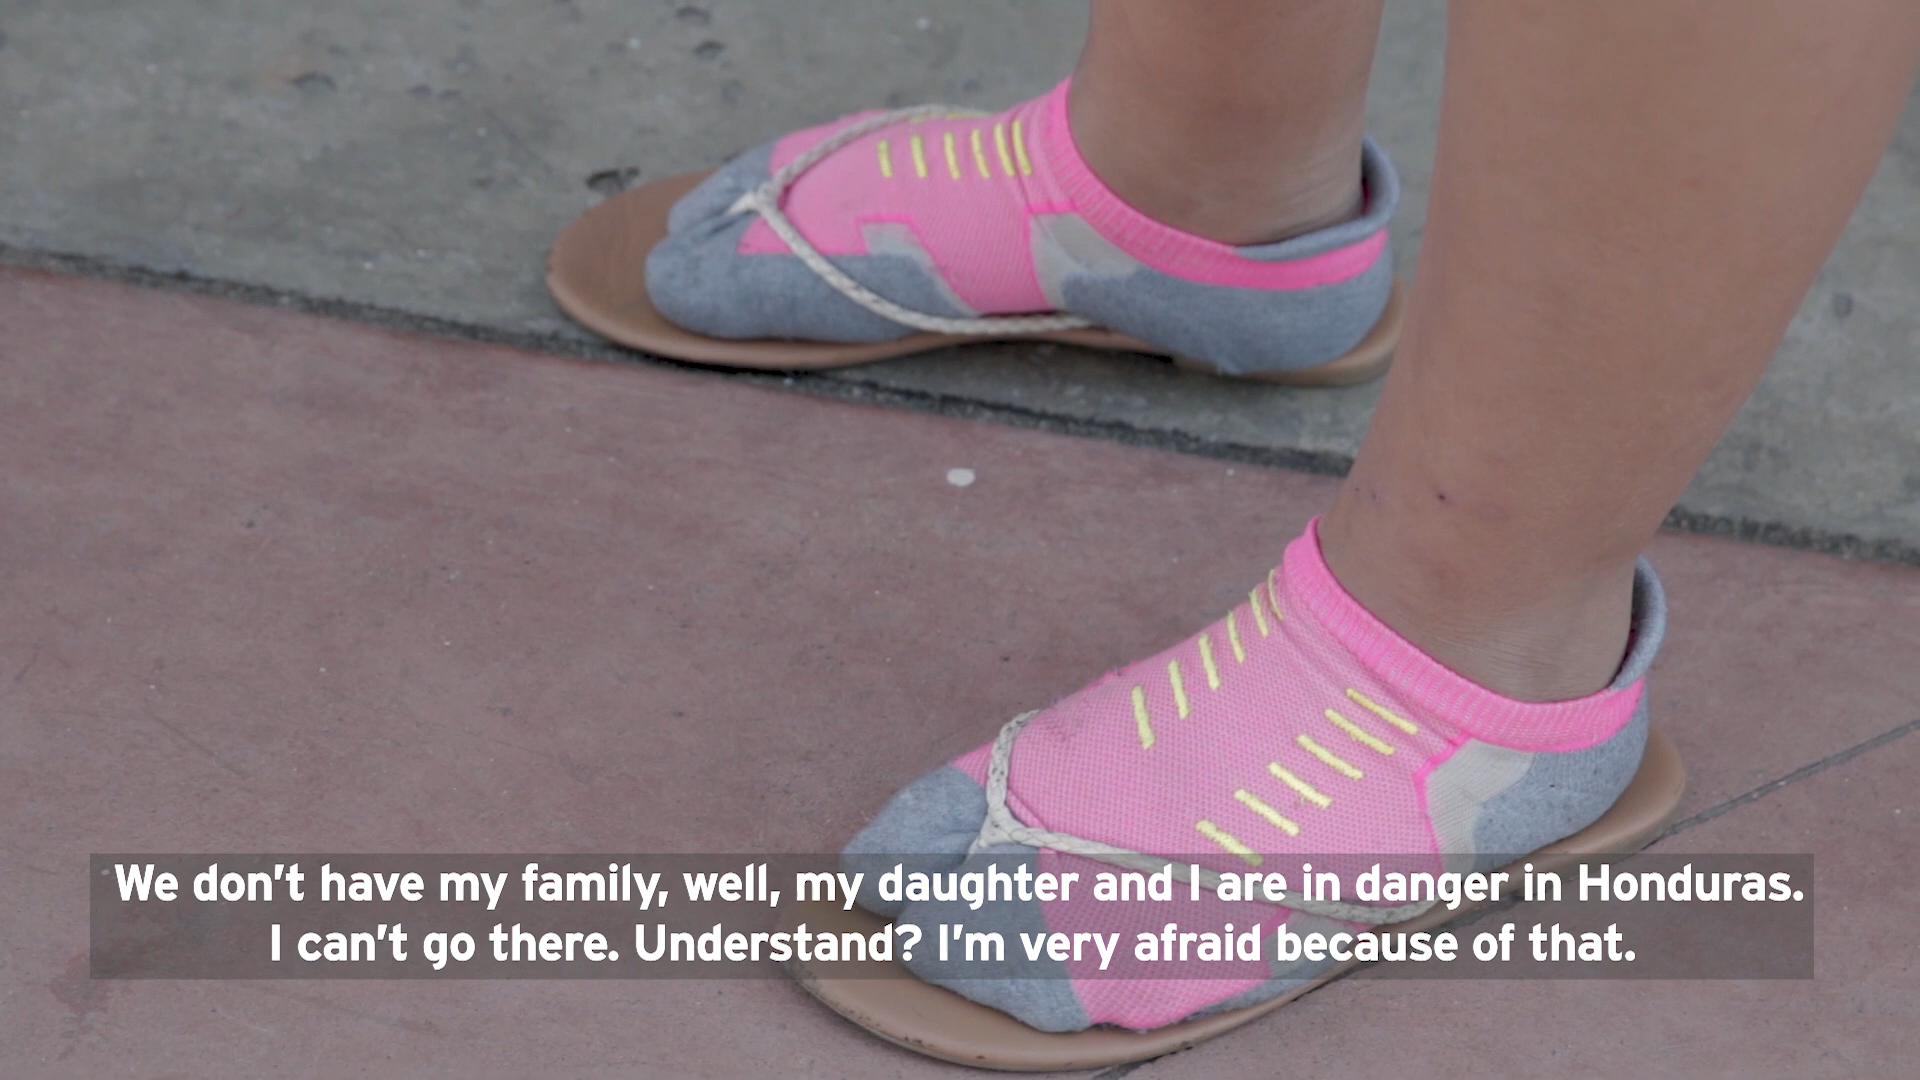 We don't have my family, well, my daughter and I are in danger in Honduras.
I can't go there. Understand? I'm very afraid because of that.